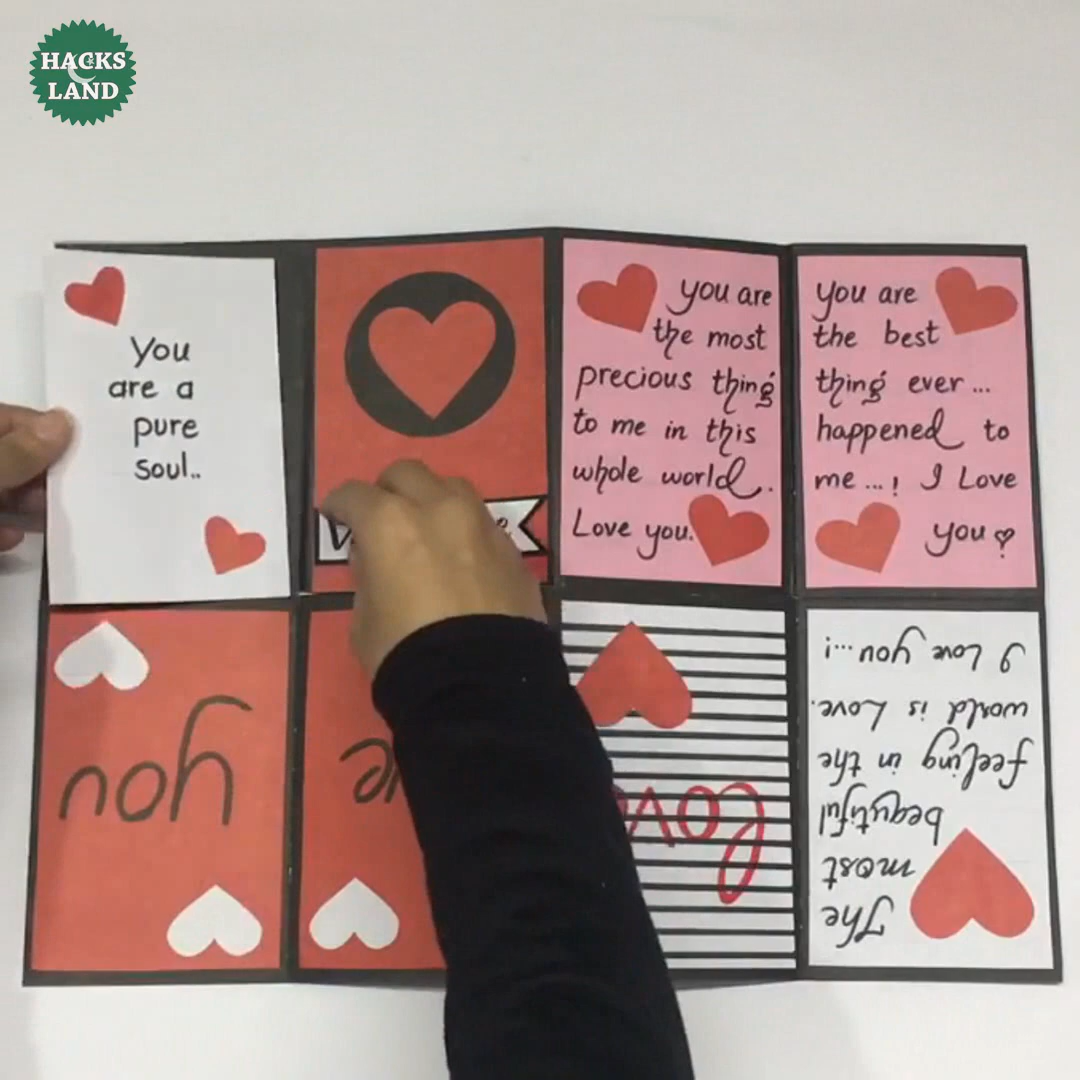 HACKS
LAND
You
are a
pure
soul..
you are
the most
precious thing
to me in this
whole world.
Love you.
you are
the best
thing ever...
happened to
me...! I Love
you
you
love
The
most
beautiful
feeling in the
world is Love.
I Love you...!